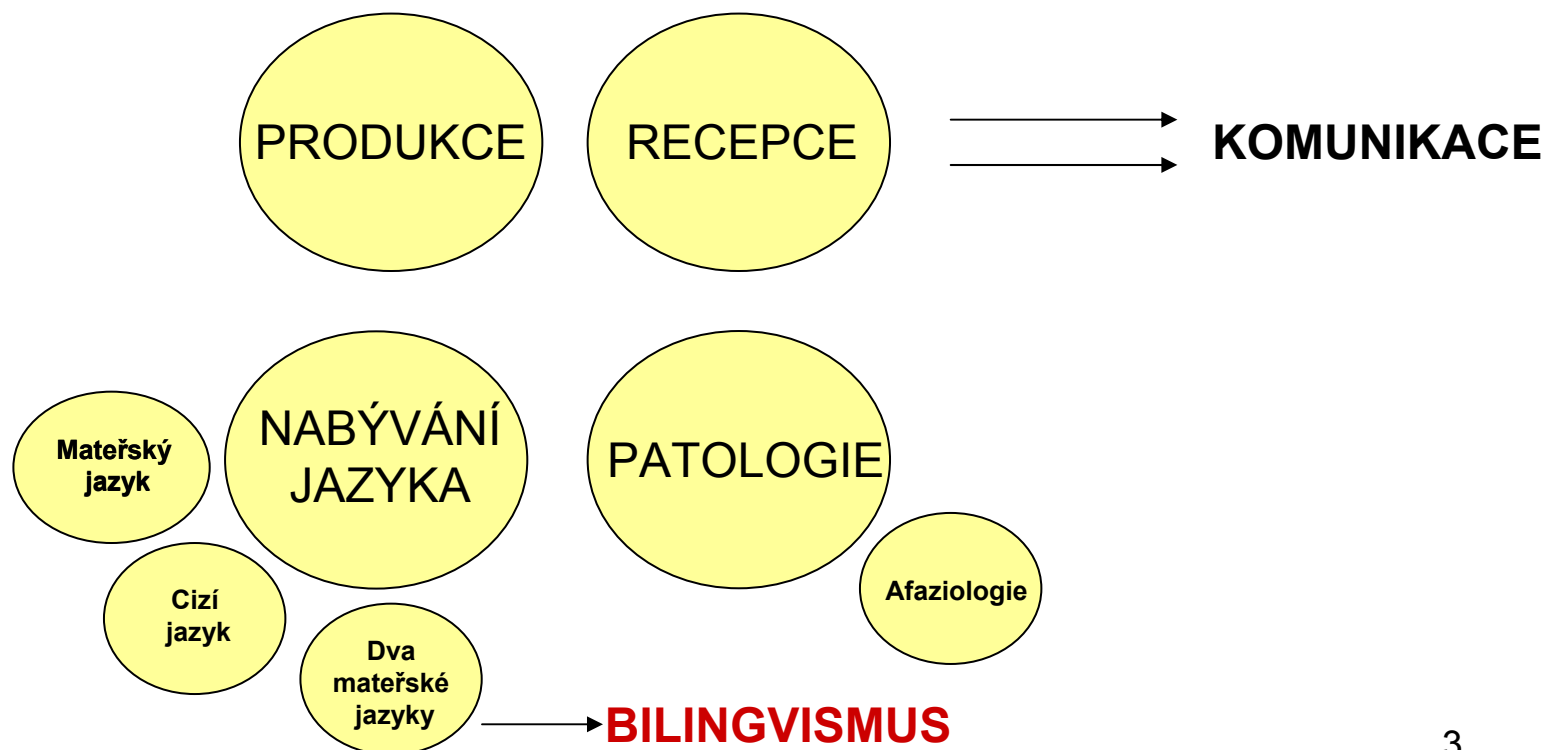 PRODUKCE
RECEPCE
KOMUNIKACE
NABÝVÁNÍ
JAZYKA
PATOLOGIE
Mateřský
jazyk
Cizí
jazyk
Dva
mateřské
jazyky
Afaziologie
BILINGVISMUS
3